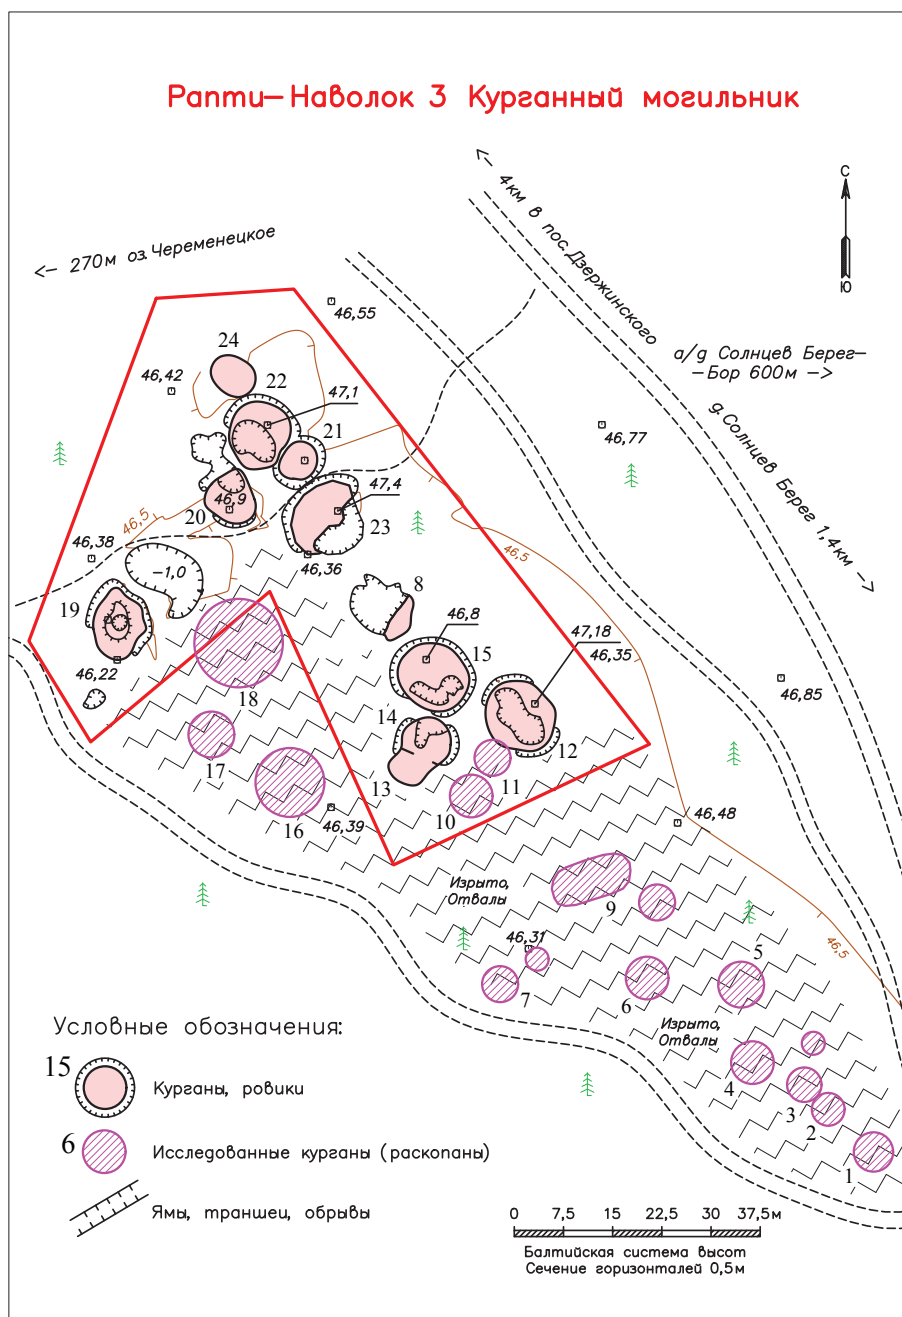 Рапти—Наволок 3 Курганный могильник
С
Ю
4км в пос. Дзержинского
<– 270м оз. Череменецкое
46,55
а/д Солнцев Берег–
–Бор 600м –>
д. Солнцев Берег 1,4км –>
24
46,42
22
47,1
21
46,77
47,4
46,9
20
46,5
23
46,5
46,38
46,36
–1,0
8
19
46,8
47,18
46,35
15
46,22
46,85
18
14
12
17
13
11
10
16
46,39
46,48
Изрыто,
Отвалы
9
46,31
46,5
5
7
6
Изрыто,
Отвалы
4
3
2
1
Условные обозначения:
15
Курганы, ровики
6
Исследованные курганы (раскопаны)
Ямы, траншеи, обрывы
0 7,5 15 22,5 30 37,5м
Балтийская система высот
Сечение горизонталей 0,5м